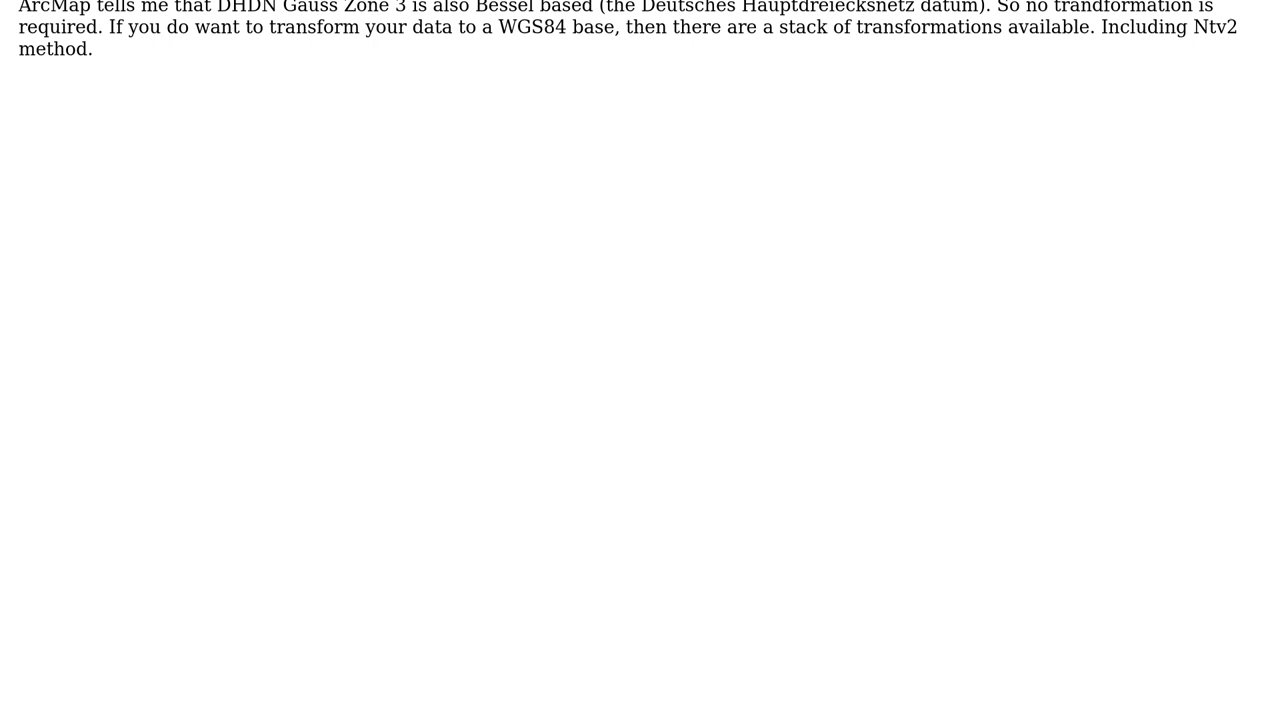 ArcMap tells me that DHDN Gauss Zone 3 is also Bessel based (the Deutsches Hauptdreiecksnetz datum). So no trandformation is
required. If you do want to transform your data to a WGS84 base, then there are a stack of transformations available. Including Ntv2
method.